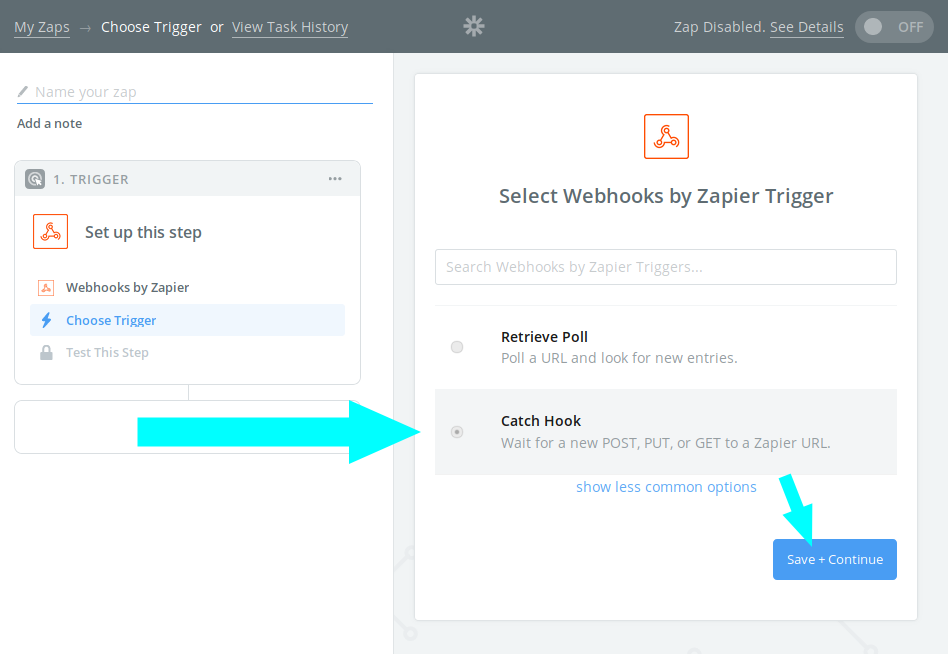 My Zaps → Choose Trigger or View Task History
Zap Disabled. See Details
OFF
Name your zap
Add a note
1. TRIGGER
Set up this step
Webhooks by Zapier
Choose Trigger
Test This Step
Select Webhooks by Zapier Trigger
Search Webhooks by Zapier Triggers...
Retrieve Poll
Poll a URL and look for new entries.
Catch Hook
Wait for a new POST, PUT, or GET to a Zapier URL.
show less common options
Save + Continue